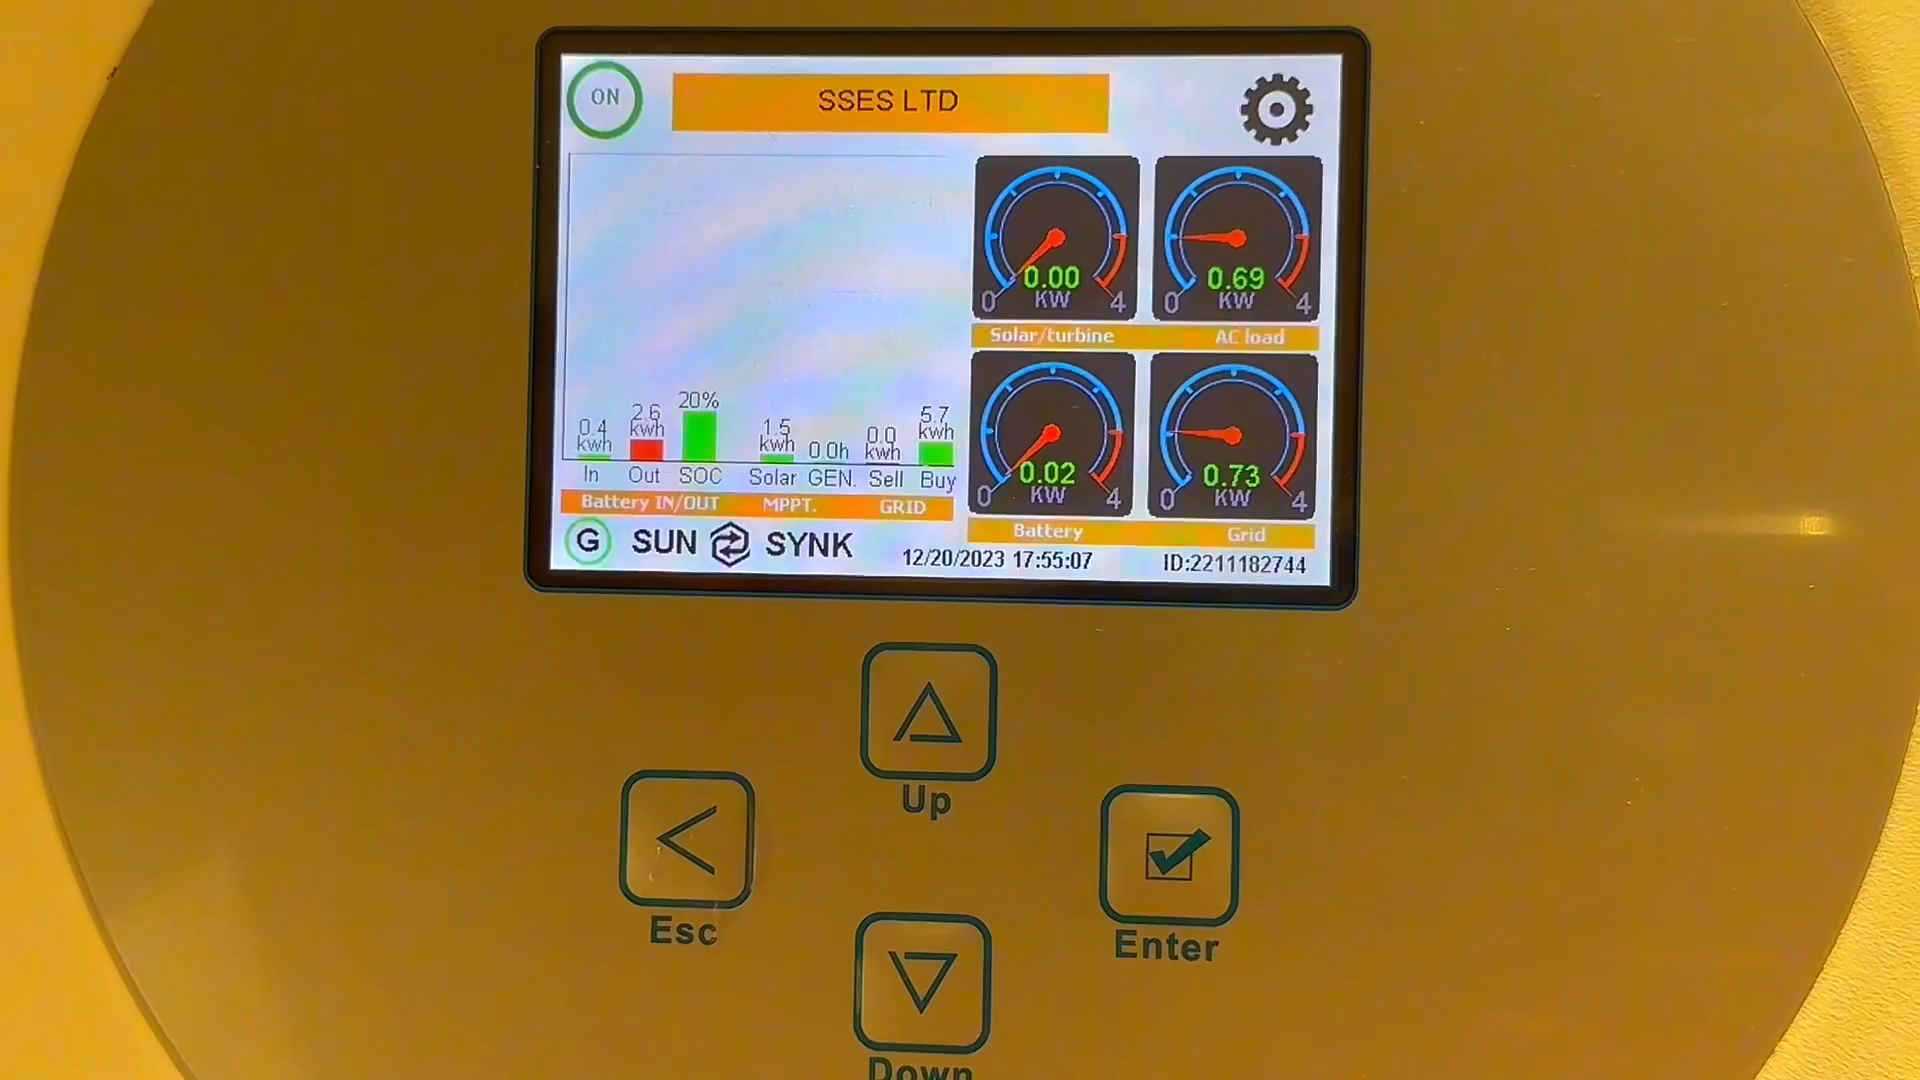 ON
SSES LTD
0.00
KW
0 4
0.69
KW
0 4
Solar/turbine AC load
0.4
kwh
2.6
kwh
20%
1.5
kwh
0.0h
0.0
kwh
5.7
kwh
In Out SOC Solar GEN. Sell Buy
Battery IN/OUT MPPT. GRID
0.02
KW
0 4
0.73
KW
0 4
Battery Grid
G SUN SYNK 12/20/2023 17:55:07 ID:2211182744
Up
Esc
Enter
Down